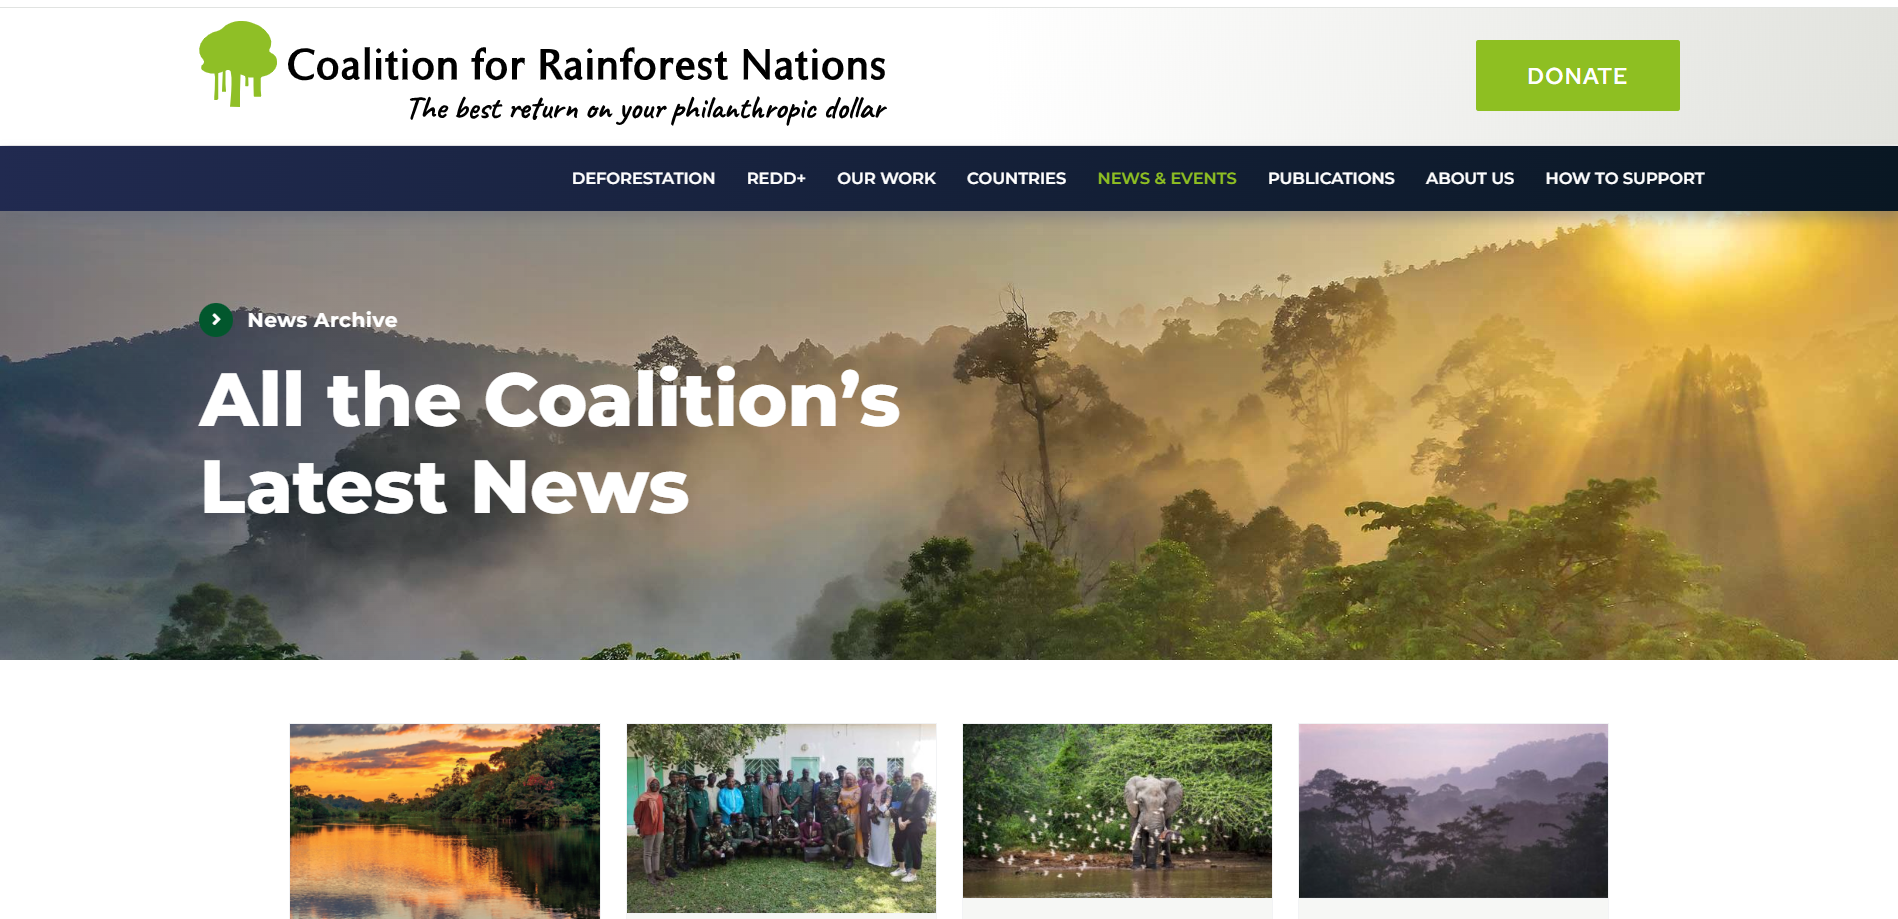 Coalition for Rainforest Nations
The best return on your philanthropic dollar
DONATE
DEFORESTATION REDD+ OUR WORK COUNTRIES NEWS & EVENTS PUBLICATIONS ABOUT US HOW TO SUPPORT
News Archive
All the Coalition’s
Latest News